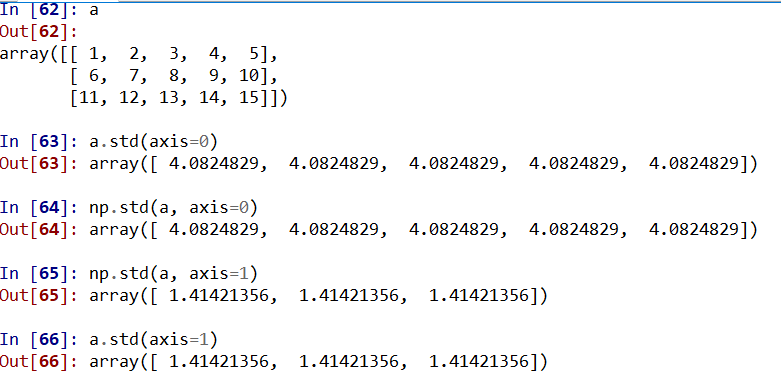 In [62]: a
Out[62]:
array([[ 1,  2,  3,  4,  5],
       [ 6,  7,  8,  9, 10],
       [11, 12, 13, 14, 15]])
In [63]: a.std(axis=0)
Out[63]: array([ 4.0824829,  4.0824829,  4.0824829,  4.0824829,  4.0824829])
In [64]: np.std(a, axis=0)
Out[64]: array([ 4.0824829,  4.0824829,  4.0824829,  4.0824829,  4.0824829])
In [65]: np.std(a, axis=1)
Out[65]: array([ 1.41421356,  1.41421356,  1.41421356])
In [66]: a.std(axis=1)
Out[66]: array([ 1.41421356,  1.41421356,  1.41421356])